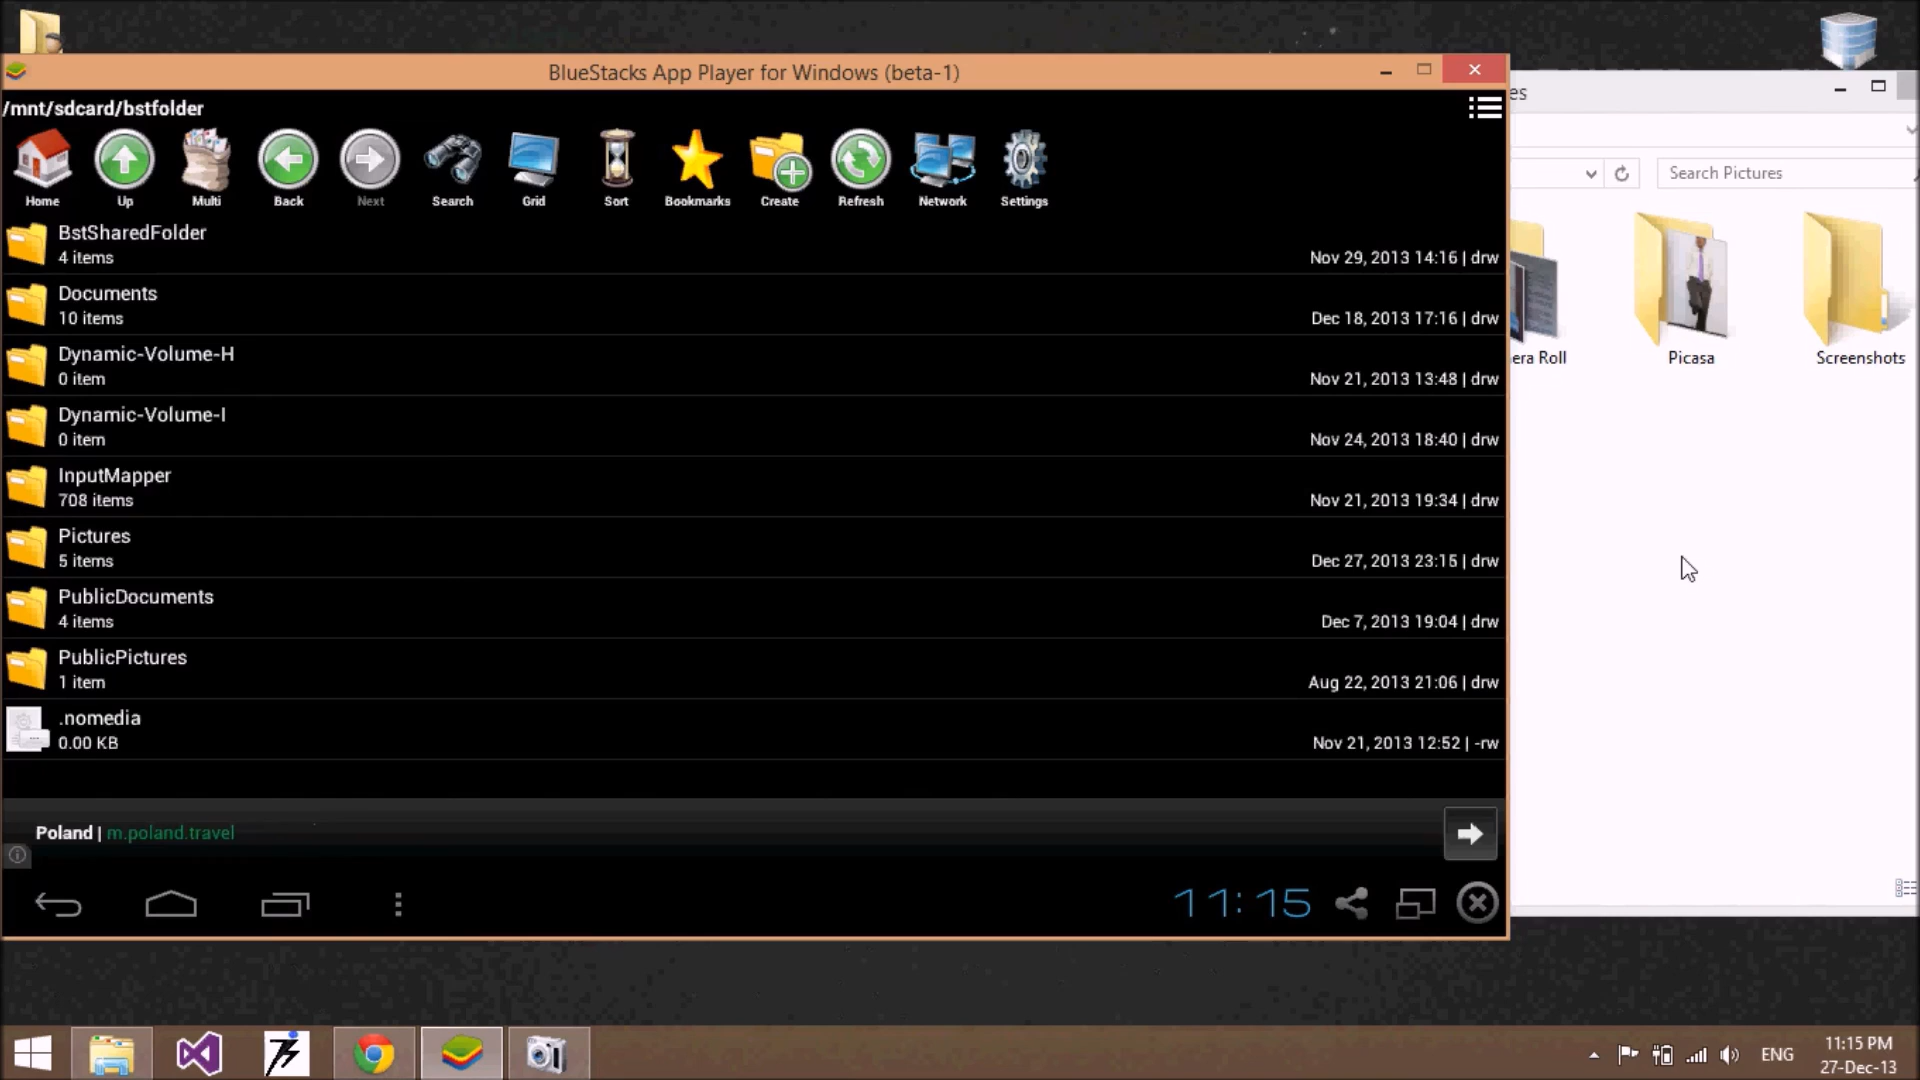 BlueStacks App Player for Windows (beta-1)
/mnt/sdcard/bstfolder
Home
Up
Multi
Back
Next
Search
Grid
Sort
Bookmarks
Create
Refresh
Network
Settings
BstSharedFolder
4 items
Nov 29, 2013 14:16 | drw
Documents
10 items
Dec 18, 2013 17:16 | drw
Dynamic-Volume-H
0 item
Nov 21, 2013 13:48 | drw
Dynamic-Volume-I
0 item
Nov 24, 2013 18:40 | drw
InputMapper
708 items
Nov 21, 2013 19:34 | drw
Pictures
5 items
Dec 27, 2013 23:15 | drw
PublicDocuments
4 items
Dec 7, 2013 19:04 | drw
PublicPictures
1 item
Aug 22, 2013 21:06 | drw
.nomedia
0.00 KB
Nov 21, 2013 12:52 | -rw
Poland | m.poland.travel
11:15
es
Search Pictures
era Roll
Picasa
Screenshots
ENG
11:15 PM
27-Dec-13